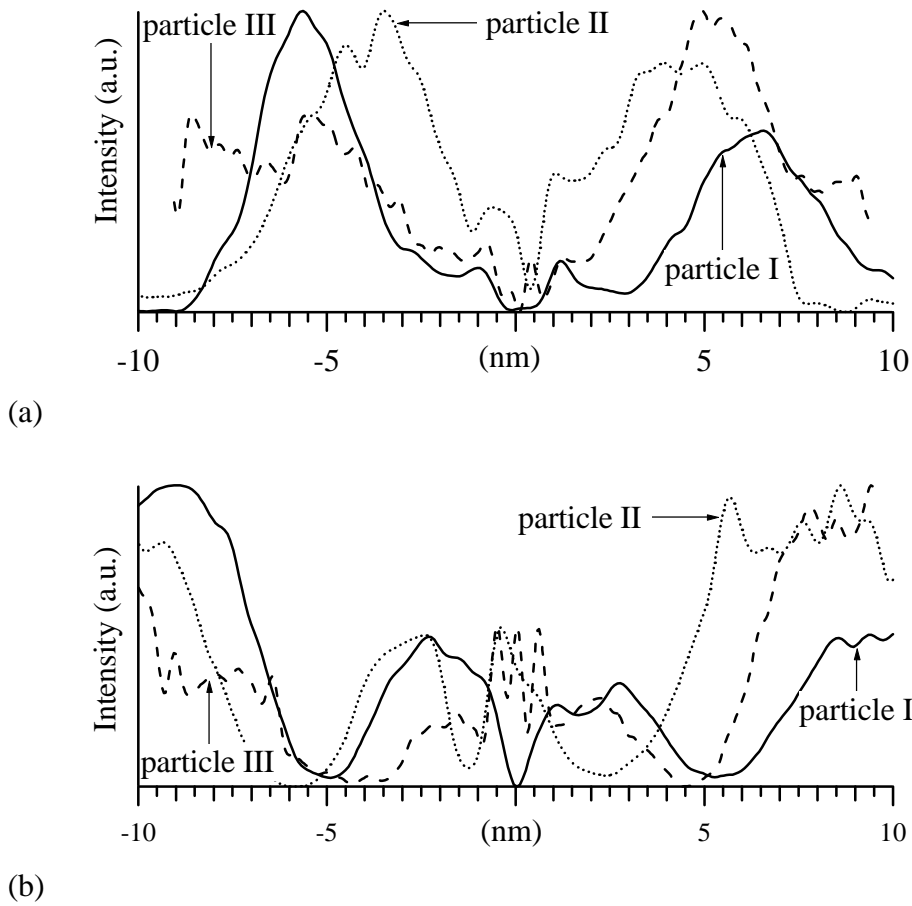 particle III
particle II
Intensity (a.u.)
particle I
-10
-5
(nm)
5
10
(a)
particle II
Intensity (a.u.)
particle I
particle III
-10
-5
(nm)
5
10
(b)